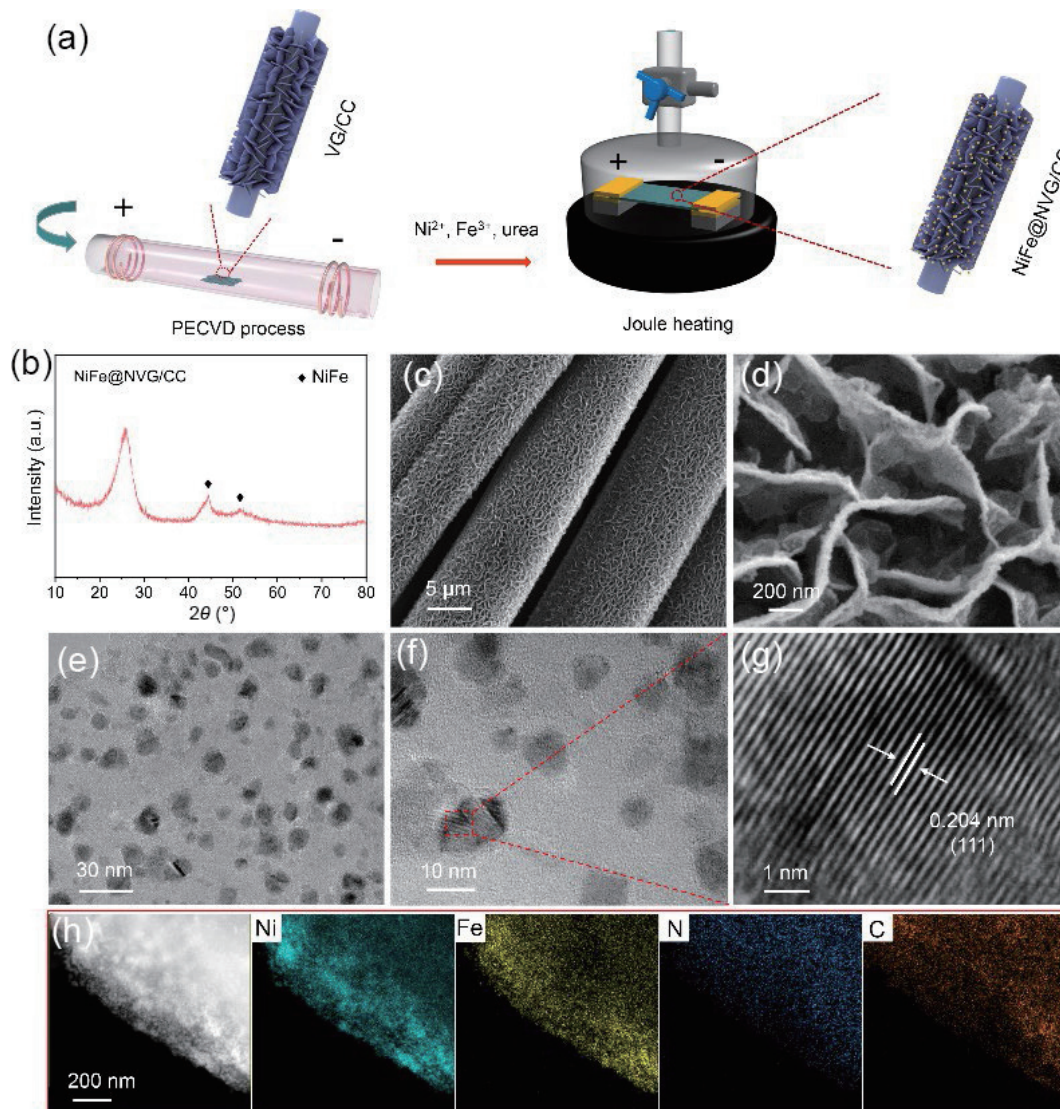 (a)
VG/CC
+
-
PECVD process
Ni²⁺, Fe³⁺, urea
+
-
Joule heating
NiFe@NVG/CC
(b)
NiFe@NVG/CC
♦ NiFe
Intensity (a.u.)
10 20 30 40 50 60 70 80
2θ (°)
(c)
5 μm
(d)
200 nm
(e)
30 nm
(f)
10 nm
(g)
0.204 nm
(111)
1 nm
(h)
200 nm
Ni
Fe
N
C